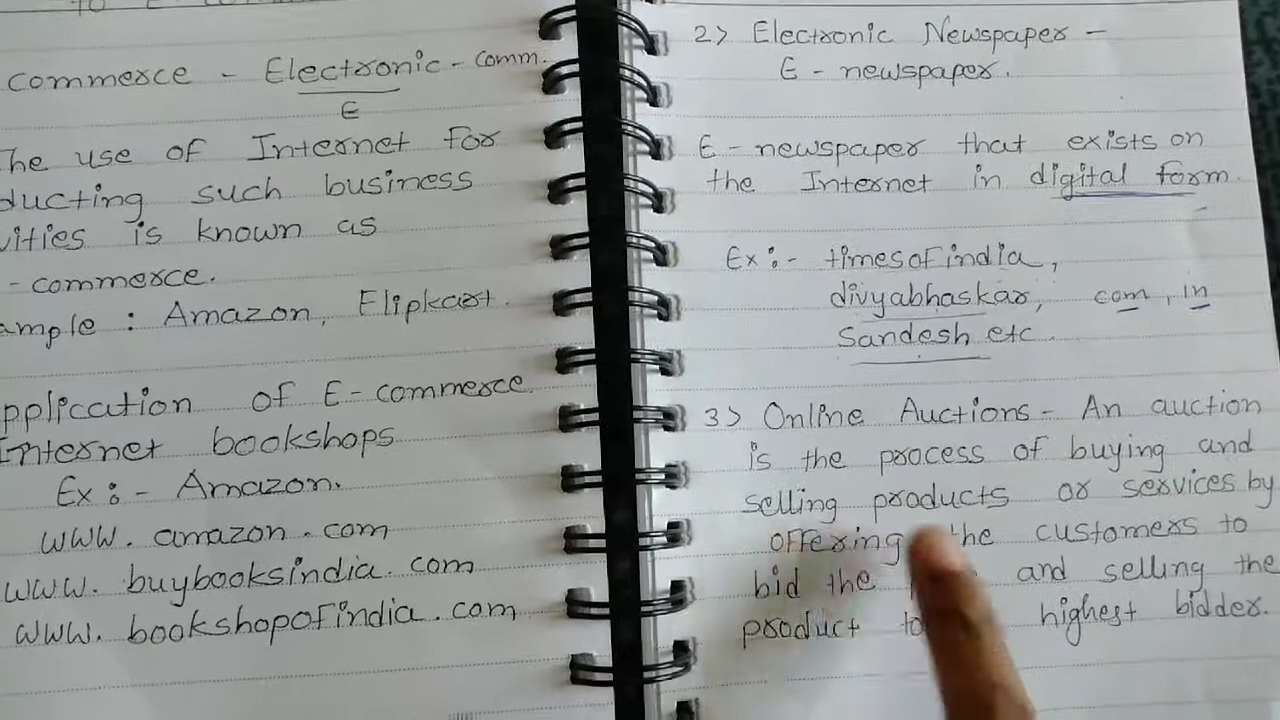 to E-comm
commerce - Electronic-comm.
E
The use of Internet for
ducting such business
vities is known as
-commerce.
ample : Amazon, Flipkart.
pplication of E-commerce.
Internet bookshops
Ex:- Amazon.
www.amazon.com
www.buybooksindia.com
www.bookshopofindia.com
2> Electronic Newspaper -
E-newspaper.
E-newspaper that exists on
the Internet in digital form.
Ex:- timesofindia,
divyabhaskar, com, in
Sandesh etc.
3> Online Auctions - An auction
is the process of buying and
selling products or services by
offering the customers to
bid the and selling the
product to highest bidder.